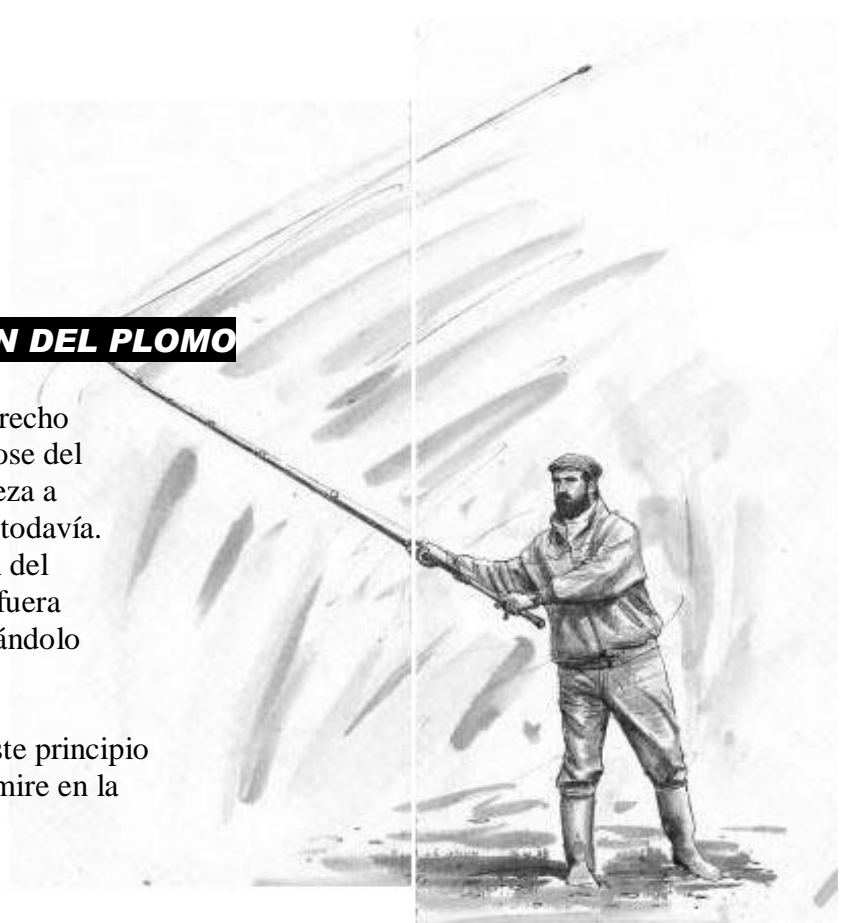 N DEL PLOMO
recho
ose del
eza a
todavía.
del
fuera
ándolo
ste principio
mire en la